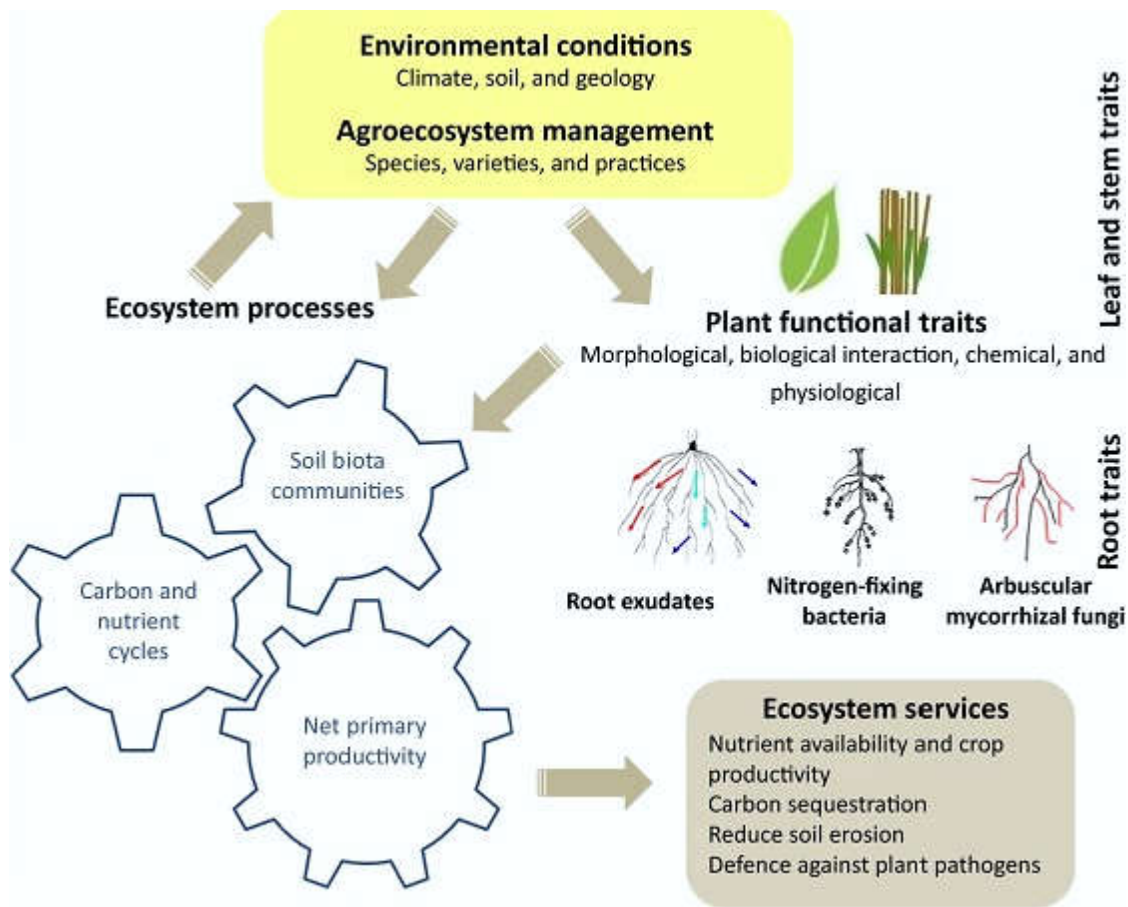 Environmental conditions
Climate, soil, and geology
Agroecosystem management
Species, varieties, and practices
Leaf and stem traits
Ecosystem processes
Plant functional traits
Morphological, biological interaction, chemical, and
physiological
Soil biota
communities
Root traits
Carbon and
nutrient
cycles
Root exudates
Nitrogen-fixing
bacteria
Arbuscular
mycorrhizal fungi
Net primary
productivity
Ecosystem services
Nutrient availability and crop
productivity
Carbon sequestration
Reduce soil erosion
Defence against plant pathogens